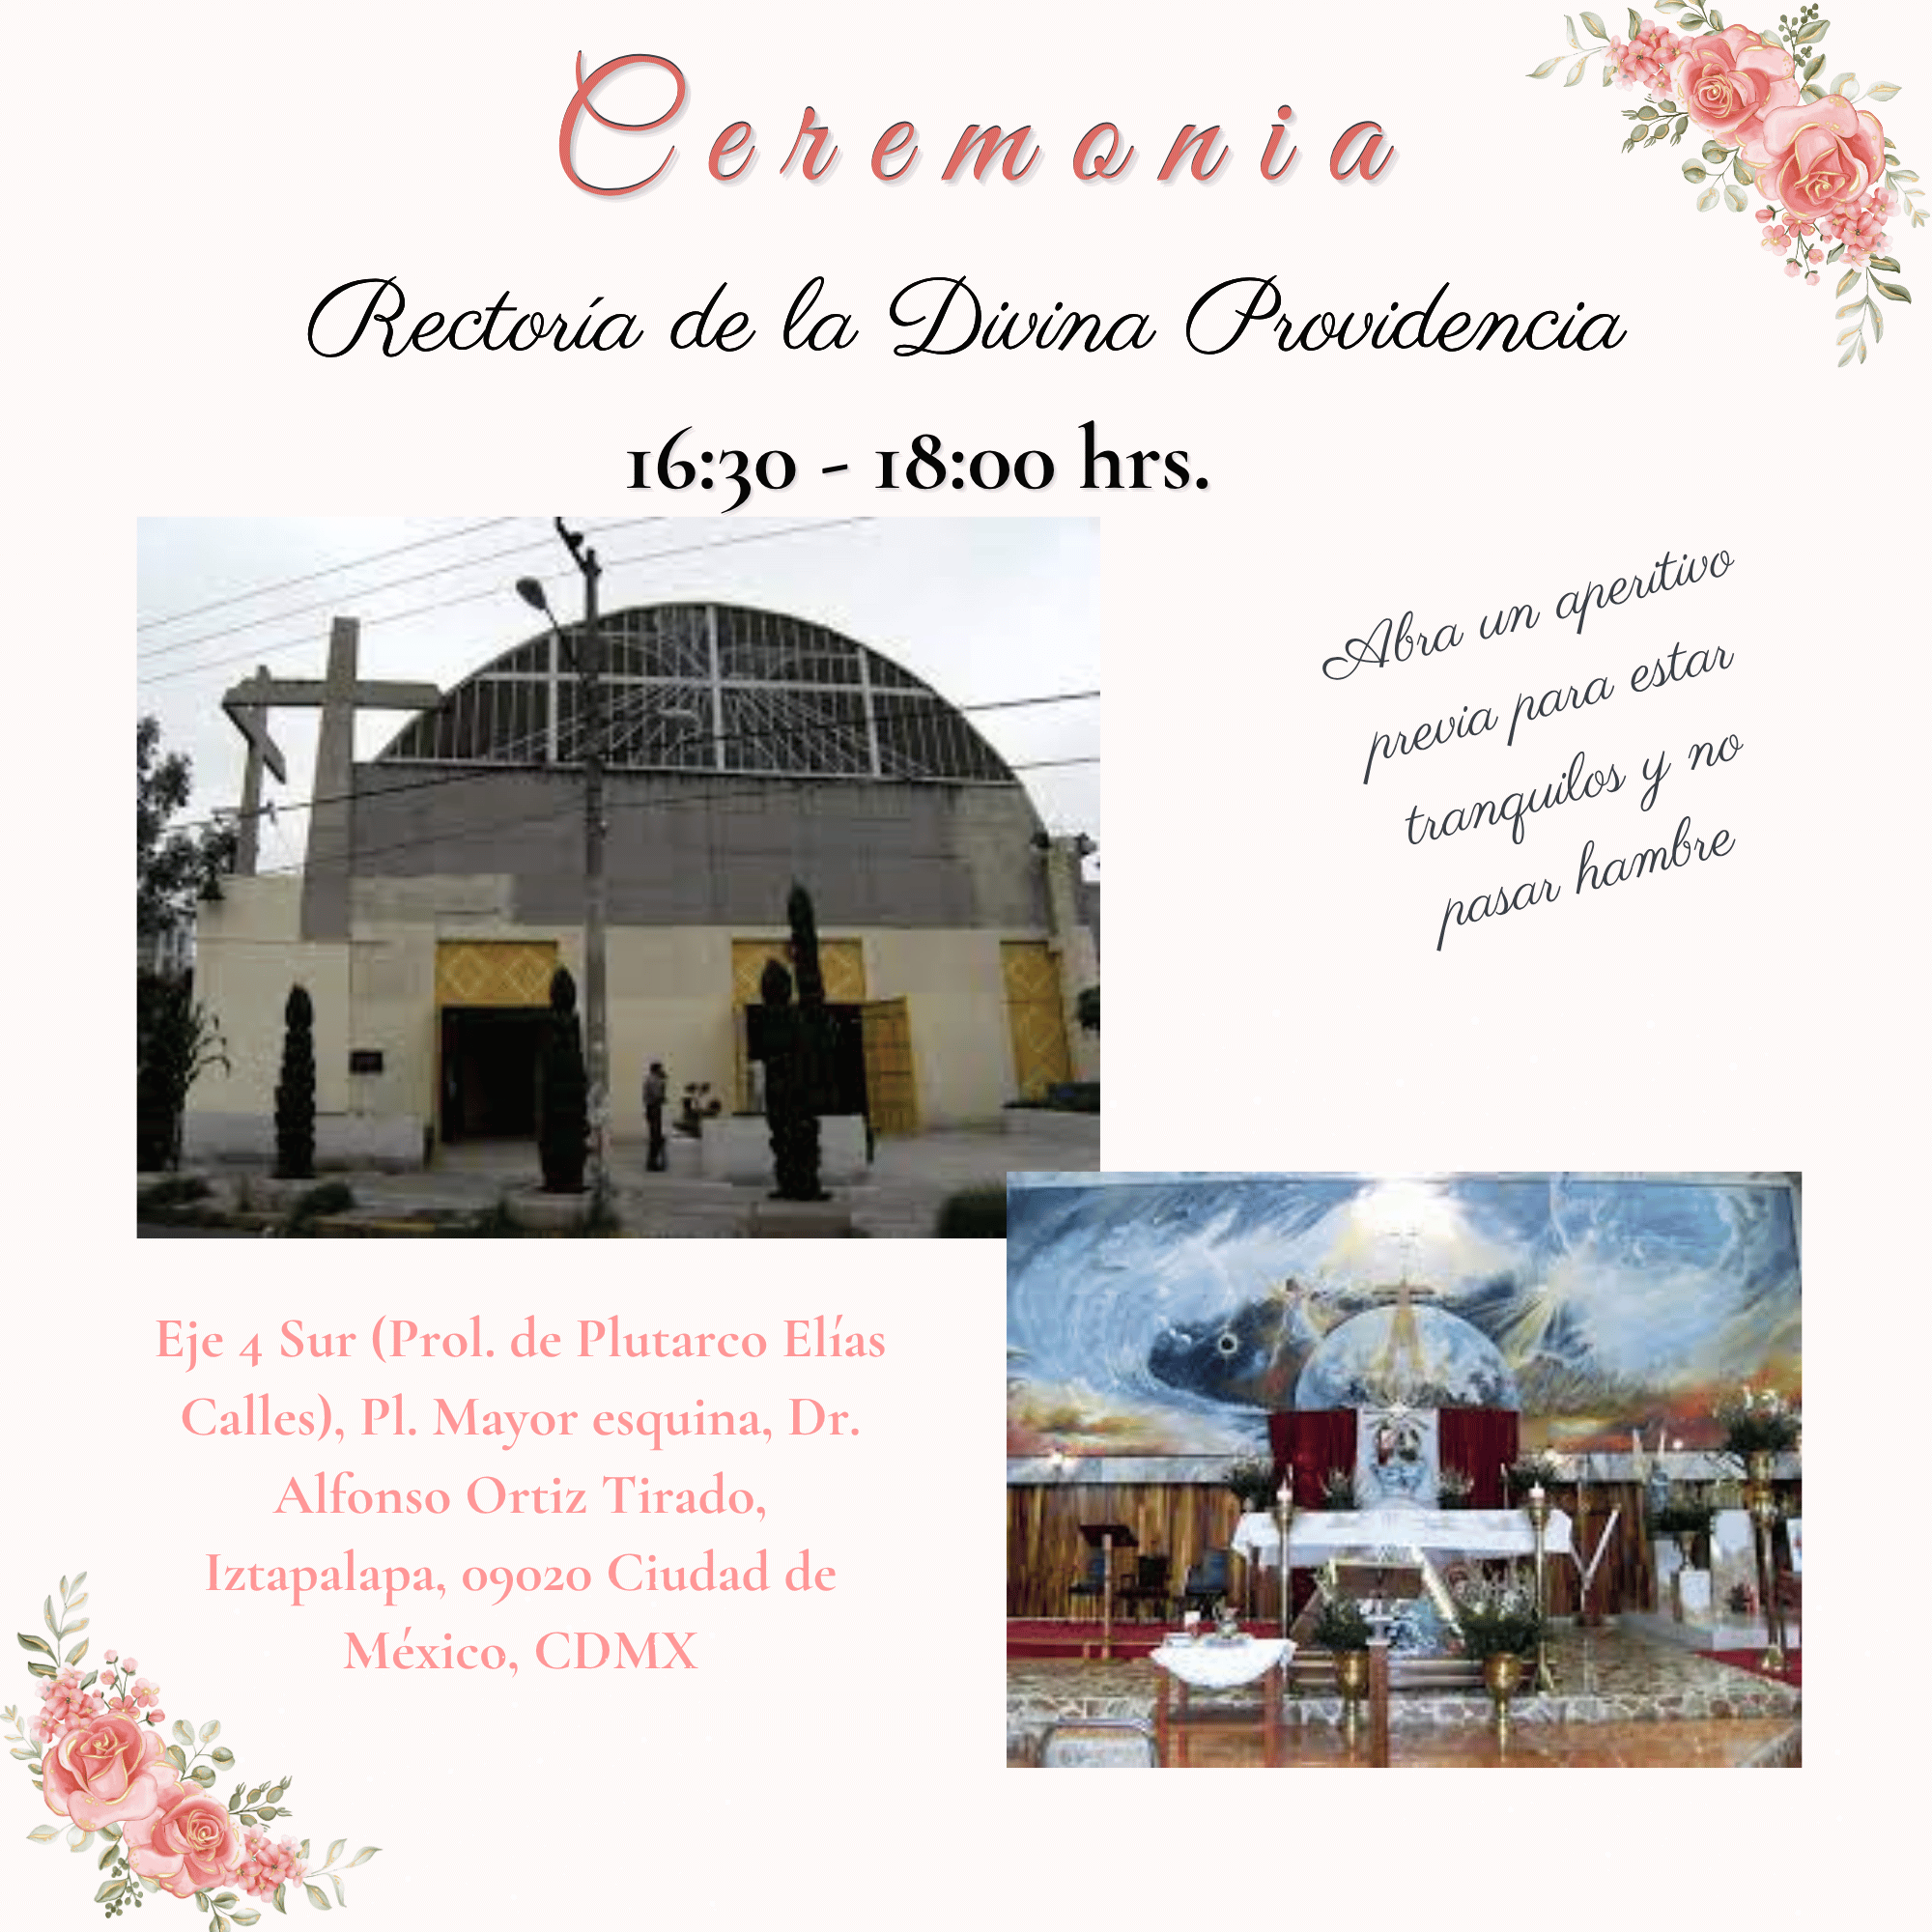 Ceremonia
Rectoría de la Divina Providencia
16:30 - 18:00 hrs.
Abra un aperitivo
previa para estar
tranquilos y no
pasar hambre
Eje 4 Sur (Prol. de Plutarco Elías
Calles), Pl. Mayor esquina, Dr.
Alfonso Ortiz Tirado,
Iztapalapa, 09020 Ciudad de
México, CDMX